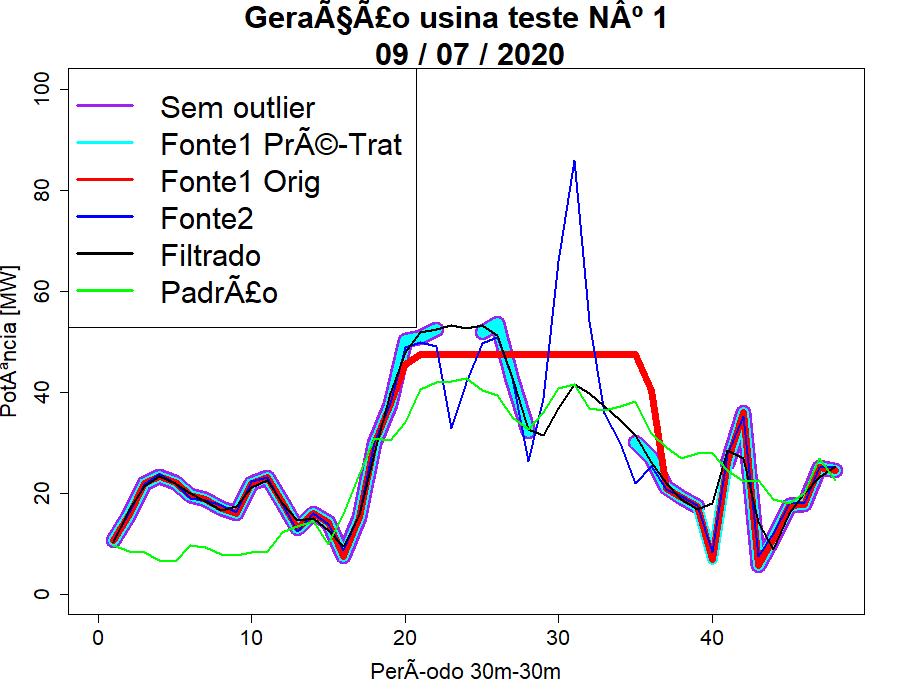 GeraÃ§Ã£o usina teste NÂº 1
09 / 07 / 2020
Sem outlier
Fonte1 PrÃ©-Trat
Fonte1 Orig
Fonte2
Filtrado
PadrÃ£o
PotÃªncia [MW]
100
80
60
40
20
0
0 10 20 30 40
PerÃ­-odo 30m-30m